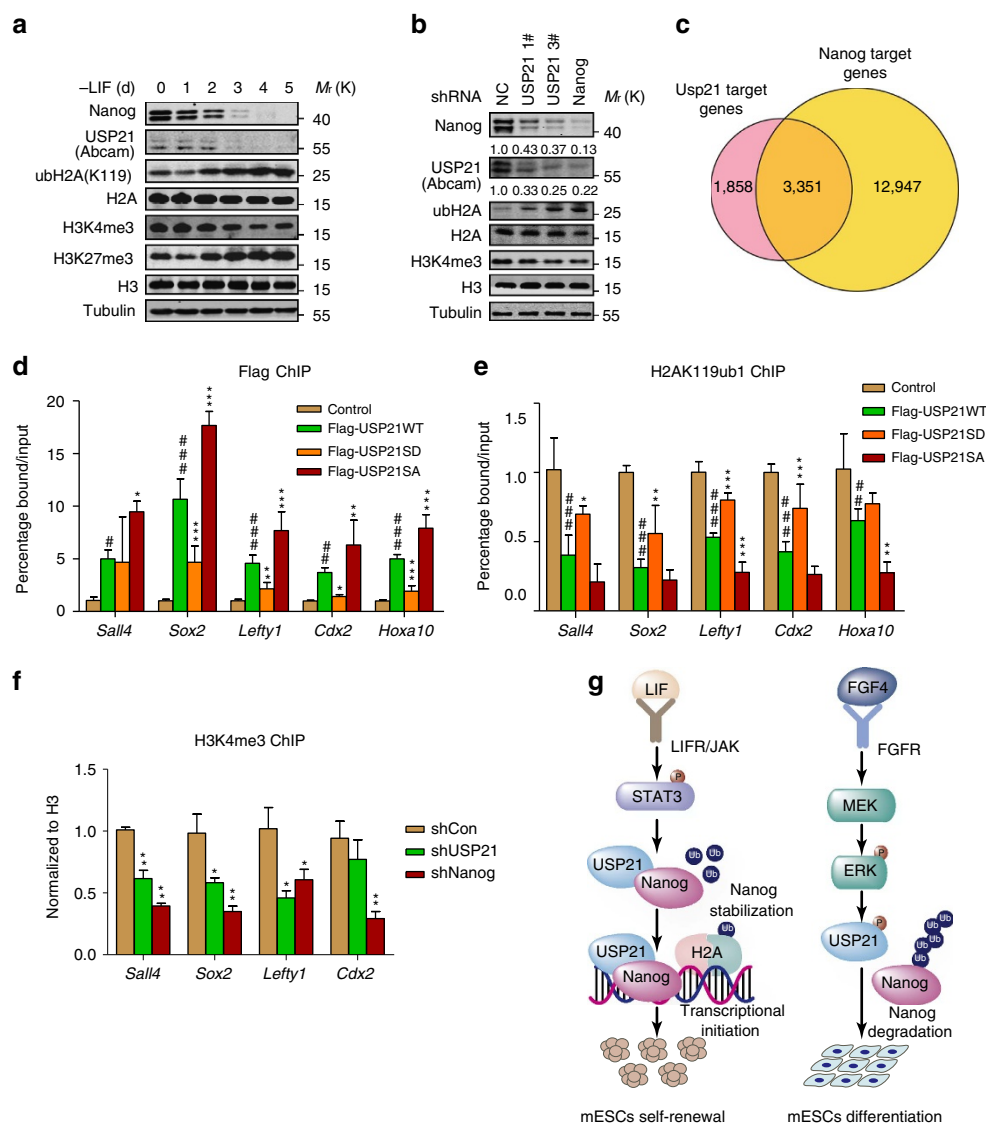 a
–LIF (d) 0 1 2 3 4 5 Mr (K)
Nanog 40
USP21 (Abcam) 55
ubH2A(K119) 25
H2A 15
H3K4me3 15
H3K27me3 15
H3 15
Tubulin 55
b
shRNA NC USP21 1# USP21 3# Nanog Mr (K)
Nanog 40
1.0 0.43 0.37 0.13
USP21 (Abcam) 55
1.0 0.33 0.25 0.22
ubH2A 25
H2A 15
H3K4me3 15
H3 15
Tubulin 55
c
Nanog target
genes
Usp21 target
genes
1,858 3,351 12,947
d
Flag ChIP
Percentage bound/input
20
15
10
5
0
Control
Flag-USP21WT
Flag-USP21SD
Flag-USP21SA
# *
### *** ***
### ** ***
## * **
### *** ***
Sall4 Sox2 Lefty1 Cdx2 Hoxa10
e
H2AK119ub1 ChIP
Percentage bound/input
1.5
1.0
0.5
0.0
Control
Flag-USP21WT
Flag-USP21SD
Flag-USP21SA
### *
### **
### *** ***
### ***
## **
Sall4 Sox2 Lefty1 Cdx2 Hoxa10
f
H3K4me3 ChIP
Normalized to H3
1.5
1.0
0.5
0.0
shCon
shUSP21
shNanog
** **
* **
* *
**
Sall4 Sox2 Lefty1 Cdx2
g
LIF
LIFR/JAK
P
STAT3
USP21
Nanog
Ub Ub Ub
Nanog
stabilization
USP21
Nanog
Ub
H2A
Transcriptional
initiation
mESCs self-renewal
FGF4
FGFR
MEK
P
ERK
P
USP21
Ub
Ub
Ub
Ub
Nanog
Nanog
degradation
mESCs differentiation